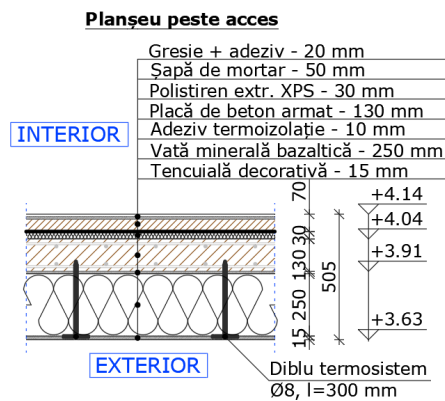 Planșeu peste acces
Gresie + adeziv - 20 mm
Șapă de mortar - 50 mm
Polistiren extr. XPS - 30 mm
Placă de beton armat - 130 mm
Adeziv termoizolație - 10 mm
Vată minerală bazaltică - 250 mm
Tencuială decorativă - 15 mm
INTERIOR
70
30
130
250
15
505
+4.14
+4.04
+3.91
+3.63
EXTERIOR
Diblu termosistem
Ø8, l=300 mm